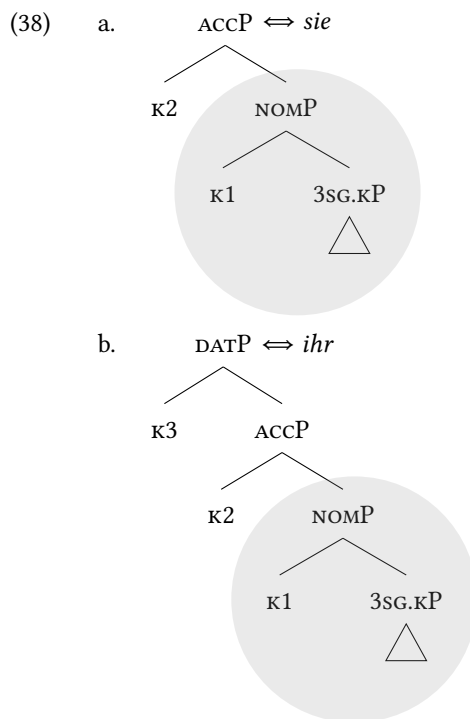 (38) a. ACCP ⇔ sie
K2 NOMP
K1 3SG.KP
b. DATP ⇔ ihr
K3 ACCP
K2 NOMP
K1 3SG.KP